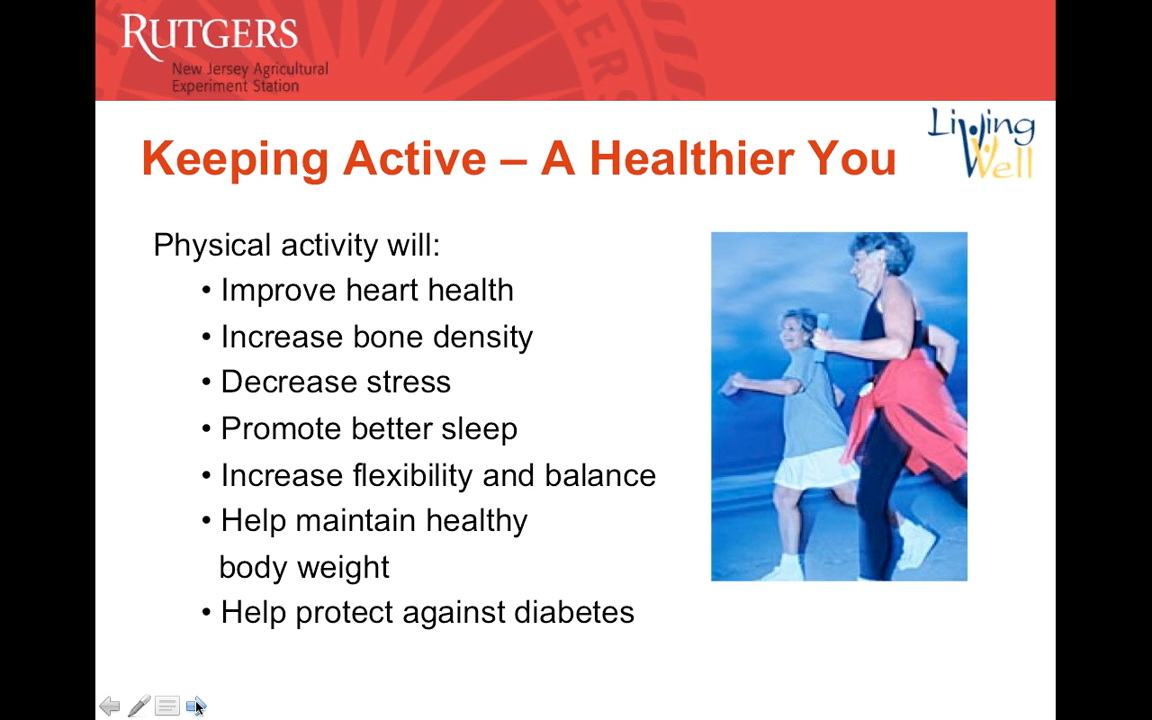 RUTGERS
New Jersey Agricultural
Experiment Station
Living
Well
Keeping Active – A Healthier You
Physical activity will:
• Improve heart health
• Increase bone density
• Decrease stress
• Promote better sleep
• Increase flexibility and balance
• Help maintain healthy
body weight
• Help protect against diabetes